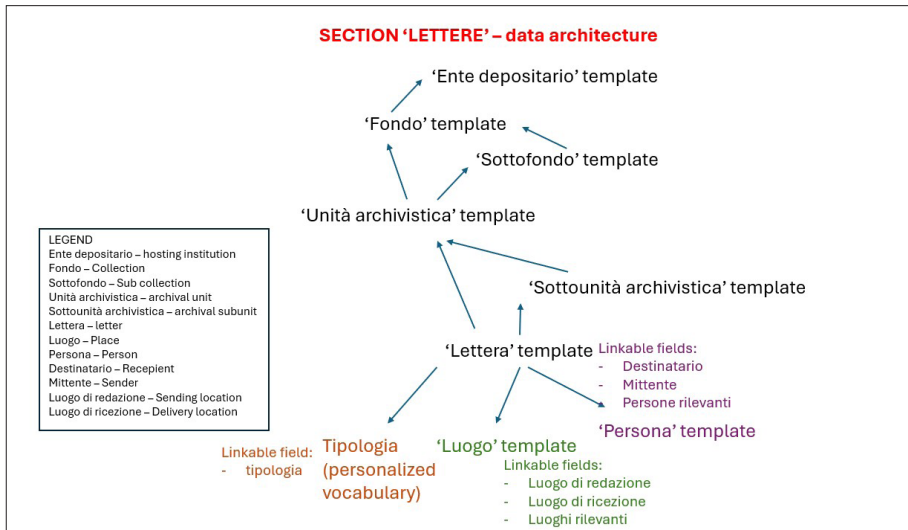 SECTION ‘LETTERE’ – data architecture
‘Ente depositario’ template
‘Fondo’ template
‘Sottofondo’ template
‘Unità archivistica’ template
LEGEND
Ente depositario – hosting institution
Fondo – Collection
Sottofondo – Sub collection
Unità archivistica – archival unit
Sottounità archivistica – archival subunit
Lettera – letter
Luogo – Place
Persona – Person
Destinatario – Recepient
Mittente – Sender
Luogo di redazione – Sending location
Luogo di ricezione – Delivery location
‘Sottounità archivistica’ template
‘Lettera’ template
Linkable fields:
- Destinatario
- Mittente
- Persone rilevanti
‘Persona’ template
Linkable field:
- tipologia
Tipologia
(personalized
vocabulary)
‘Luogo’ template
Linkable fields:
- Luogo di redazione
- Luogo di ricezione
- Luoghi rilevanti